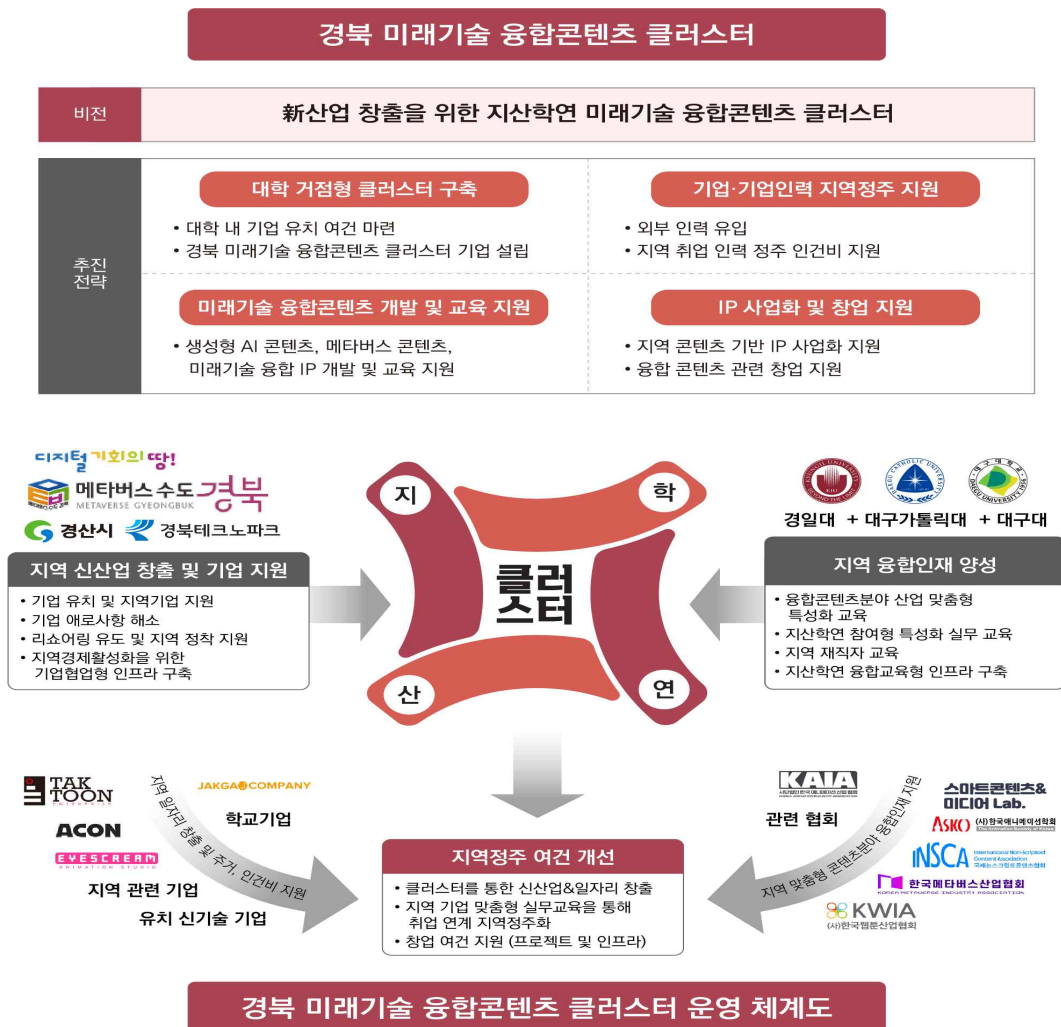 경북 미래기술 융합콘텐츠 클러스터
비전
新산업 창출을 위한 지산학연 미래기술 융합콘텐츠 클러스터
추진
전략
대학 거점형 클러스터 구축
• 대학 내 기업 유치 여건 마련
• 경북 미래기술 융합콘텐츠 클러스터 기업 설립
기업·기업인력 지역정주 지원
• 외부 인력 유입
• 지역 취업 인력 정주 인건비 지원
미래기술 융합콘텐츠 개발 및 교육 지원
• 생성형 AI 콘텐츠, 메타버스 콘텐츠,
미래기술 융합 IP 개발 및 교육 지원
IP 사업화 및 창업 지원
• 지역 콘텐츠 기반 IP 사업화 지원
• 융합 콘텐츠 관련 창업 지원
디지털 기회의 땅!
메타버스 수도 경북
METAVERSE GYEONGBUK
경산시 경북테크노파크
지역 신산업 창출 및 기업 지원
• 기업 유치 및 지역기업 지원
• 기업 애로사항 해소
• 리쇼어링 유도 및 지역 정착 지원
• 지역경제활성화을 위한
기업협업형 인프라 구축
지
학
클러
스터
산
연
경일대 + 대구가톨릭대 + 대구대
지역 융합인재 양성
• 융합콘텐츠분야 산업 맞춤형
특성화 교육
• 지산학연 참여형 특성화 실무 교육
• 지역 재직자 교육
• 지산학연 융합교육형 인프라 구축
TAK
TOON
ENTERPRISE
ACON
EYESCREAM
ANIMATION STUDIO
지역 관련 기업
유치 신기술 기업
지역 일자리 창출 및 주거, 인건비 지원
JAKGA COMPANY
학교기업
지역정주 여건 개선
• 클러스터를 통한 신산업&일자리 창출
• 지역 기업 맞춤형 실무교육을 통해
취업 연계 지역정주화
• 창업 여건 지원 (프로젝트 및 인프라)
KAIA
관련 협회
지역 맞춤형 콘텐츠분야 융합인재 지원
스마트콘텐츠&
미디어 Lab.
ASKO (사)한국애니메이션학회
The Animation Society of Korea
INSCA International Non-Scripted
Content Association
국제논스크립트콘텐츠협회
한국메타버스산업협회
KOREA METAVERSE INDUSTRY ASSOCIATION
KWIA
(사)한국웹툰산업협회
경북 미래기술 융합콘텐츠 클러스터 운영 체계도